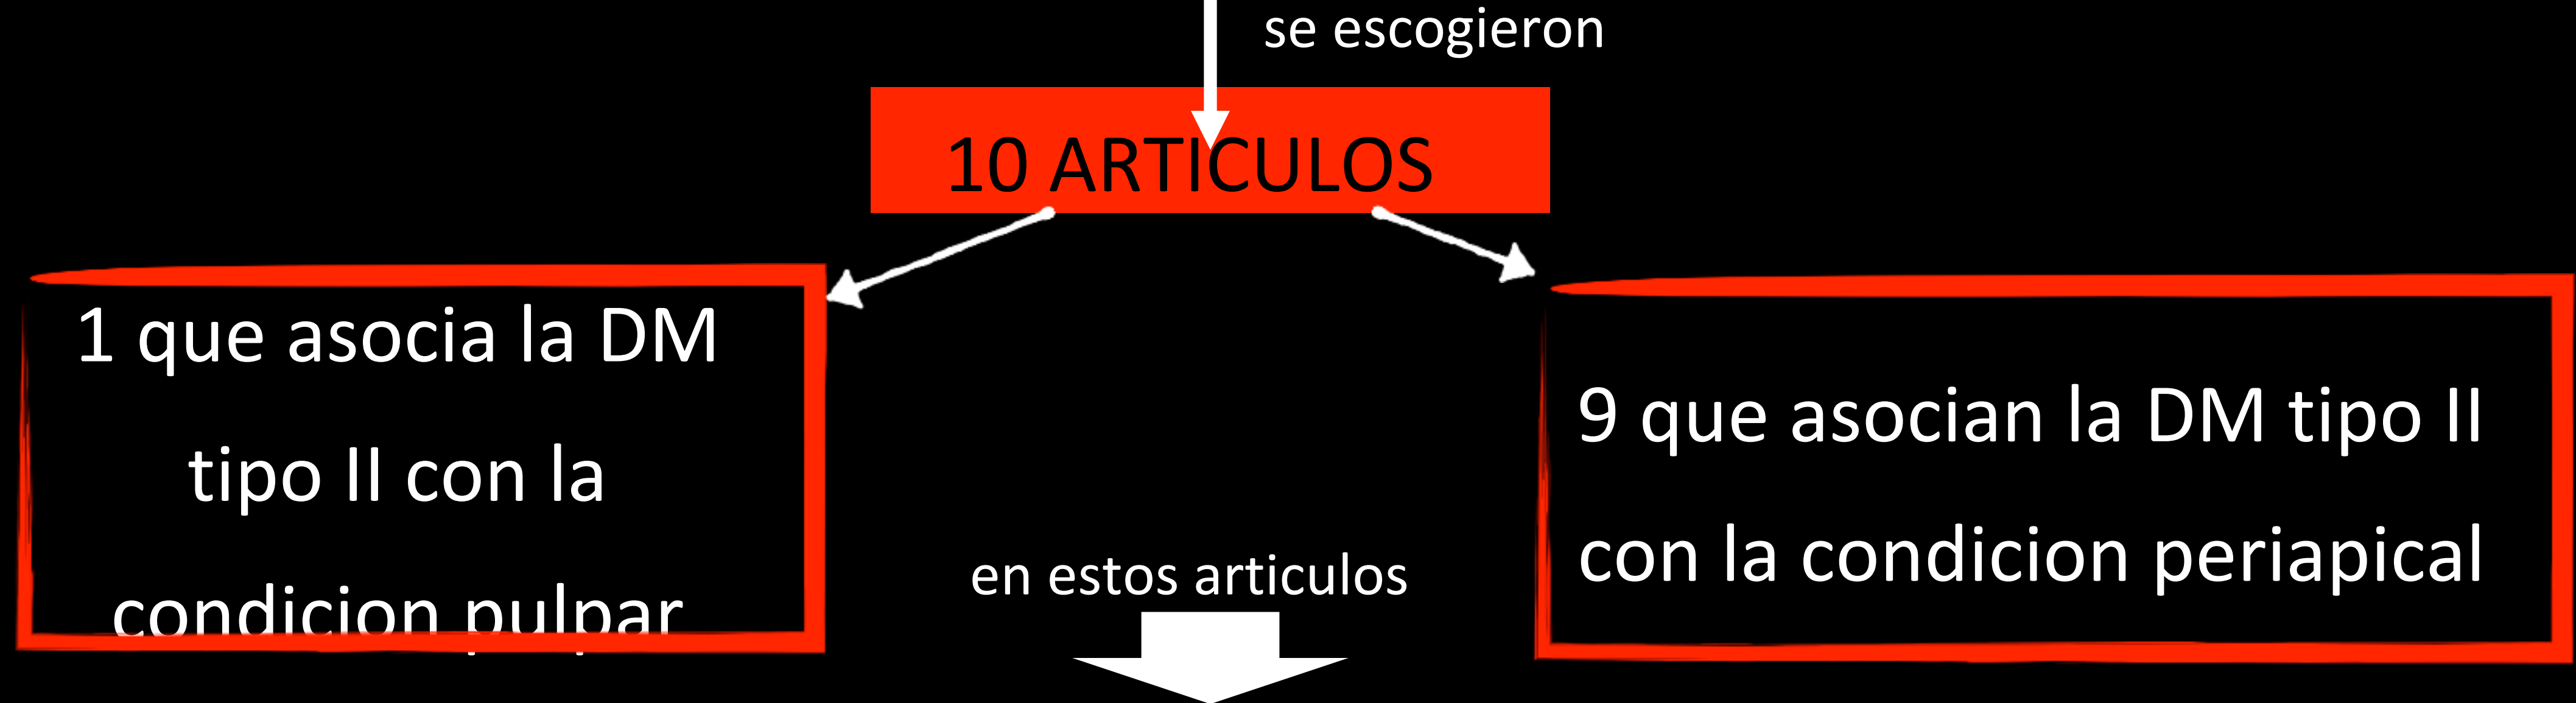 se escogieron
10 ARTICULOS
1 que asocia la DM
tipo II con la
condicion pulpar
9 que asocian la DM tipo II
con la condicion periapical
en estos articulos